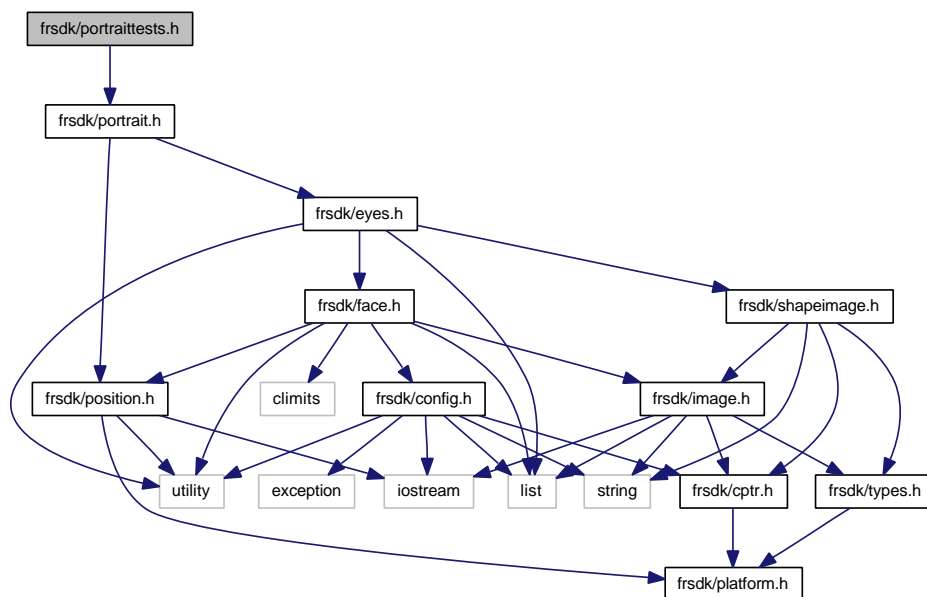 frsdk/portraittests.h
frsdk/portrait.h
frsdk/eyes.h
frsdk/face.h
frsdk/shapeimage.h
frsdk/position.h
climits
frsdk/config.h
frsdk/image.h
utility
exception
iostream
list
string
frsdk/cptr.h
frsdk/types.h
frsdk/platform.h